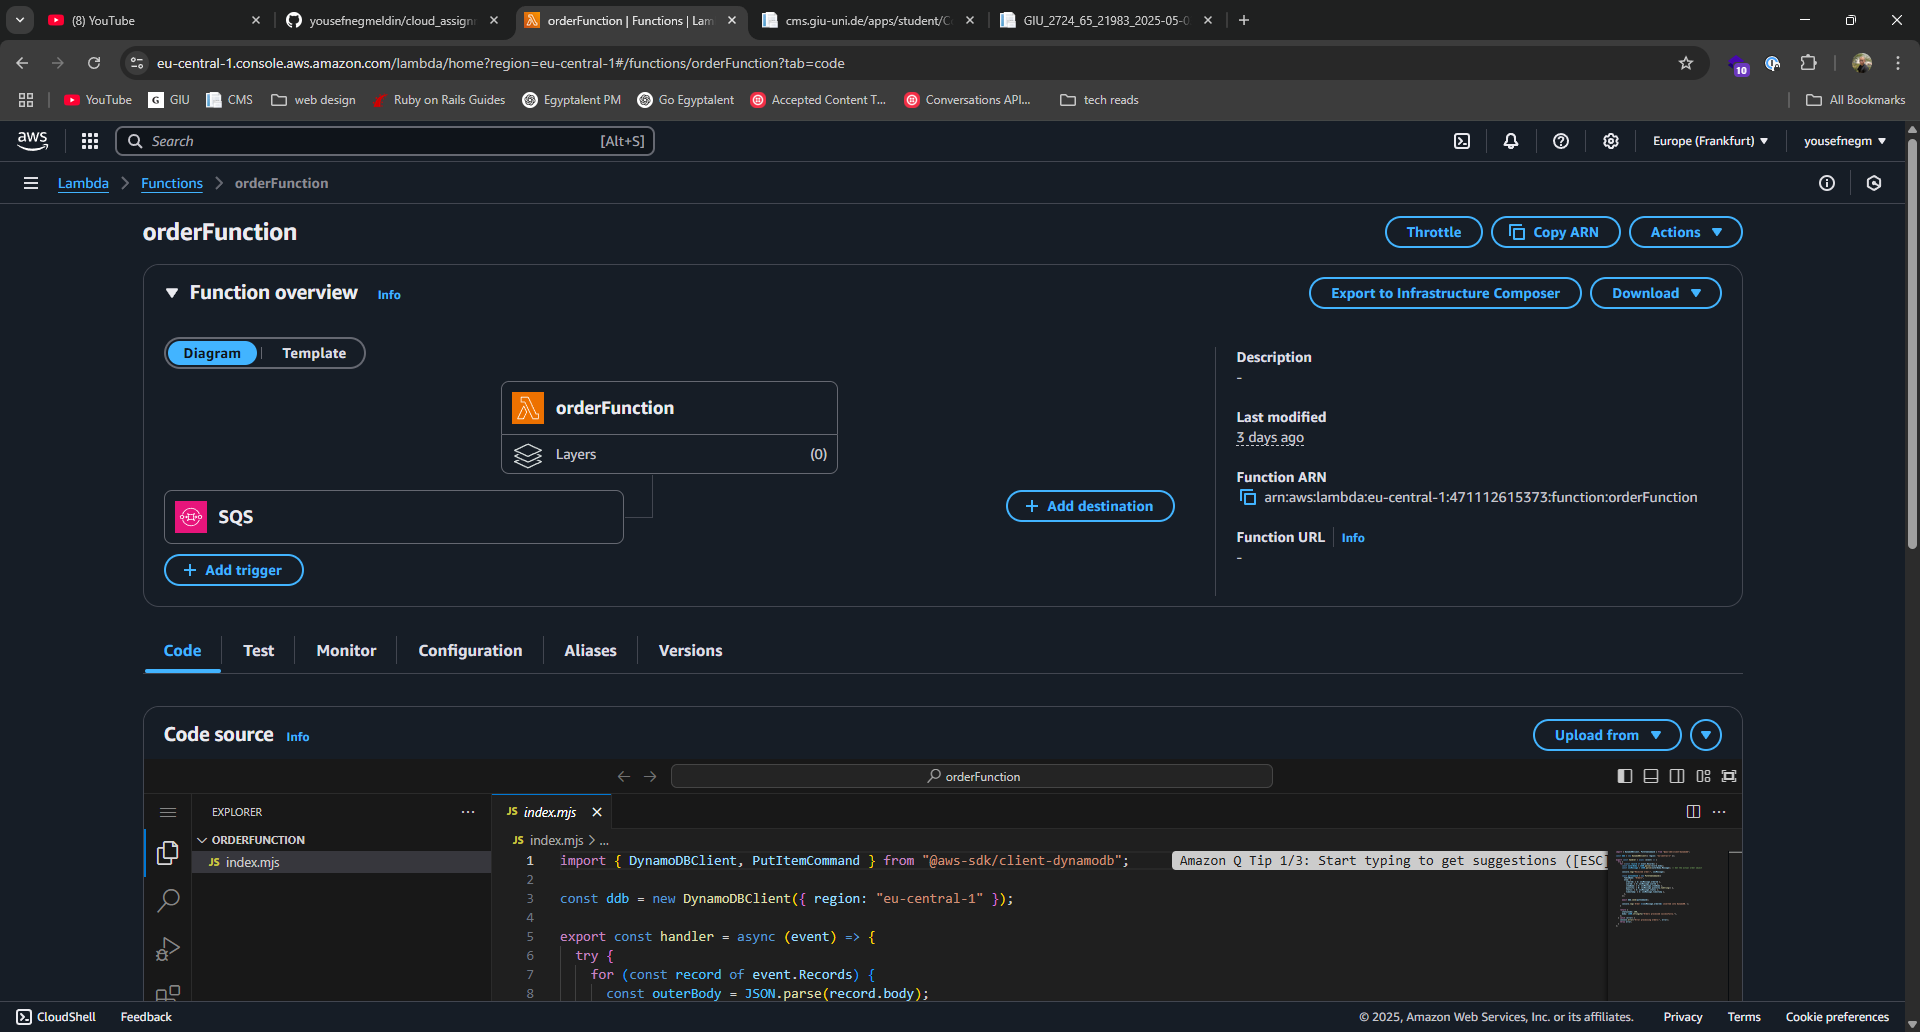 (8) YouTube
yousefnegmeldin/cloud_assignm
orderFunction | Functions | Lam
cms.giu-uni.de/apps/student/C
GIU_2724_65_21983_2025-05-0
eu-central-1.console.aws.amazon.com/lambda/home?region=eu-central-1#/functions/orderFunction?tab=code
10
YouTube
G GIU
CMS
web design
Ruby on Rails Guides
Egyptalent PM
Go Egyptalent
Accepted Content T...
Conversations API...
tech reads
All Bookmarks
aws
Search [Alt+S]
Europe (Frankfurt)
yousefnegm
Lambda
Functions
orderFunction
orderFunction
Throttle
Copy ARN
Actions
Function overview Info
Export to Infrastructure Composer
Download
Diagram
Template
orderFunction
Layers (0)
SQS
+ Add trigger
+ Add destination
Description
-
Last modified
3 days ago
Function ARN
arn:aws:lambda:eu-central-1:471112615373:function:orderFunction
Function URL Info
-
Code
Test
Monitor
Configuration
Aliases
Versions
Code source Info
Upload from
orderFunction
EXPLORER
ORDERFUNCTION
JS index.mjs
JS index.mjs
JS index.mjs > ...
1 import { DynamoDBClient, PutItemCommand } from "@aws-sdk/client-dynamodb"; Amazon Q Tip 1/3: Start typing to get suggestions ([ESC]
2
3 const ddb = new DynamoDBClient({ region: "eu-central-1" });
4
5 export const handler = async (event) => {
6 try {
7 for (const record of event.Records) {
8 const outerBody = JSON.parse(record.body);
CloudShell
Feedback
© 2025, Amazon Web Services, Inc. or its affiliates.
Privacy
Terms
Cookie preferences